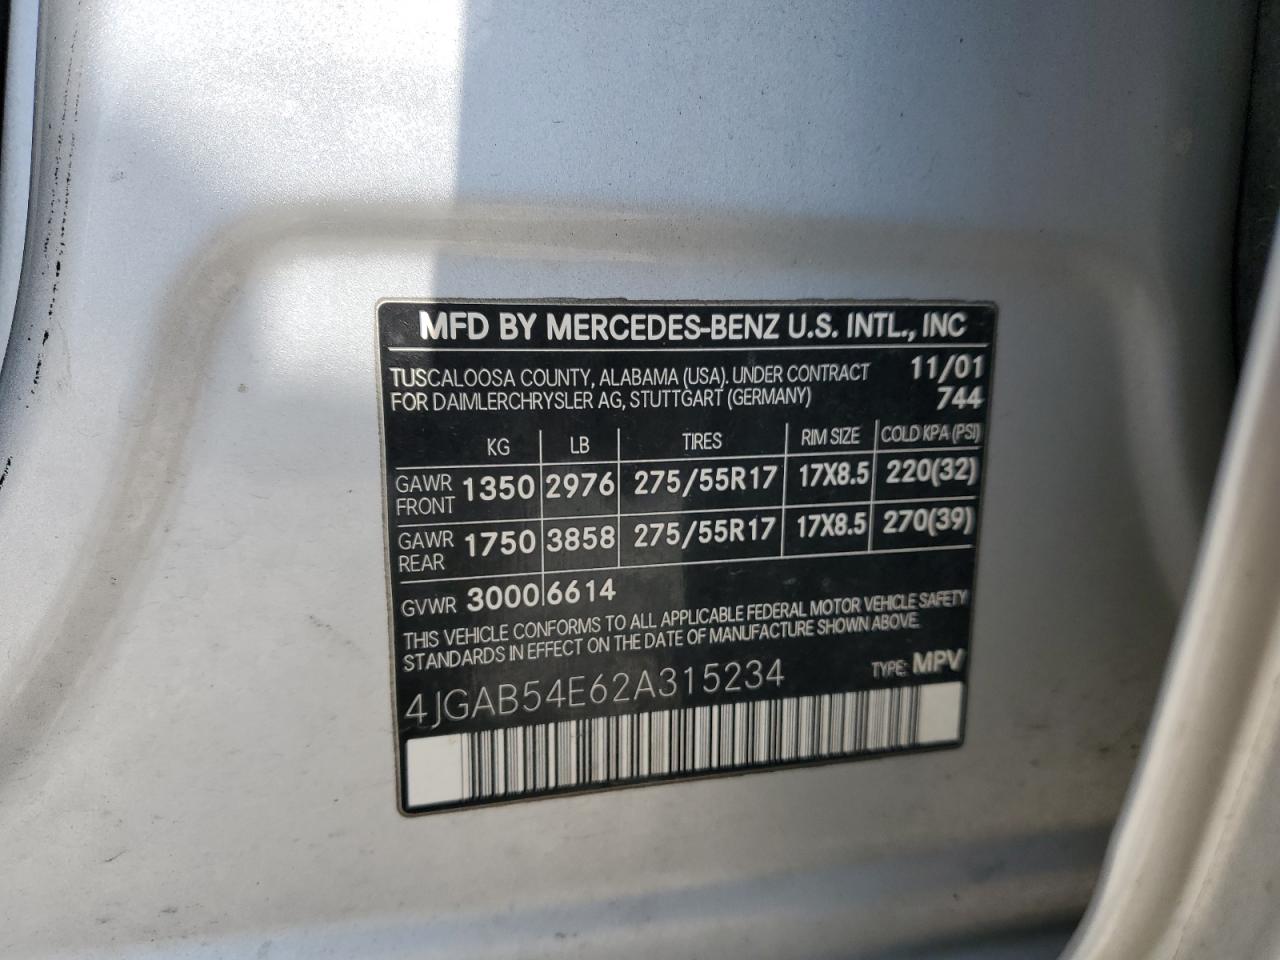 MFD BY MERCEDES-BENZ U.S. INTL., INC
TUSCALOOSA COUNTY, ALABAMA (USA). UNDER CONTRACT 11/01
FOR DAIMLERCHRYSLER AG, STUTTGART (GERMANY) 744
KG LB TIRES RIM SIZE COLD KPA (PSI)
GAWR FRONT 1350 2976 275/55R17 17X8.5 220(32)
GAWR REAR 1750 3858 275/55R17 17X8.5 270(39)
GVWR 3000 6614
THIS VEHICLE CONFORMS TO ALL APPLICABLE FEDERAL MOTOR VEHICLE SAFETY
STANDARDS IN EFFECT ON THE DATE OF MANUFACTURE SHOWN ABOVE.
4JGAB54E62A315234 TYPE: MPV